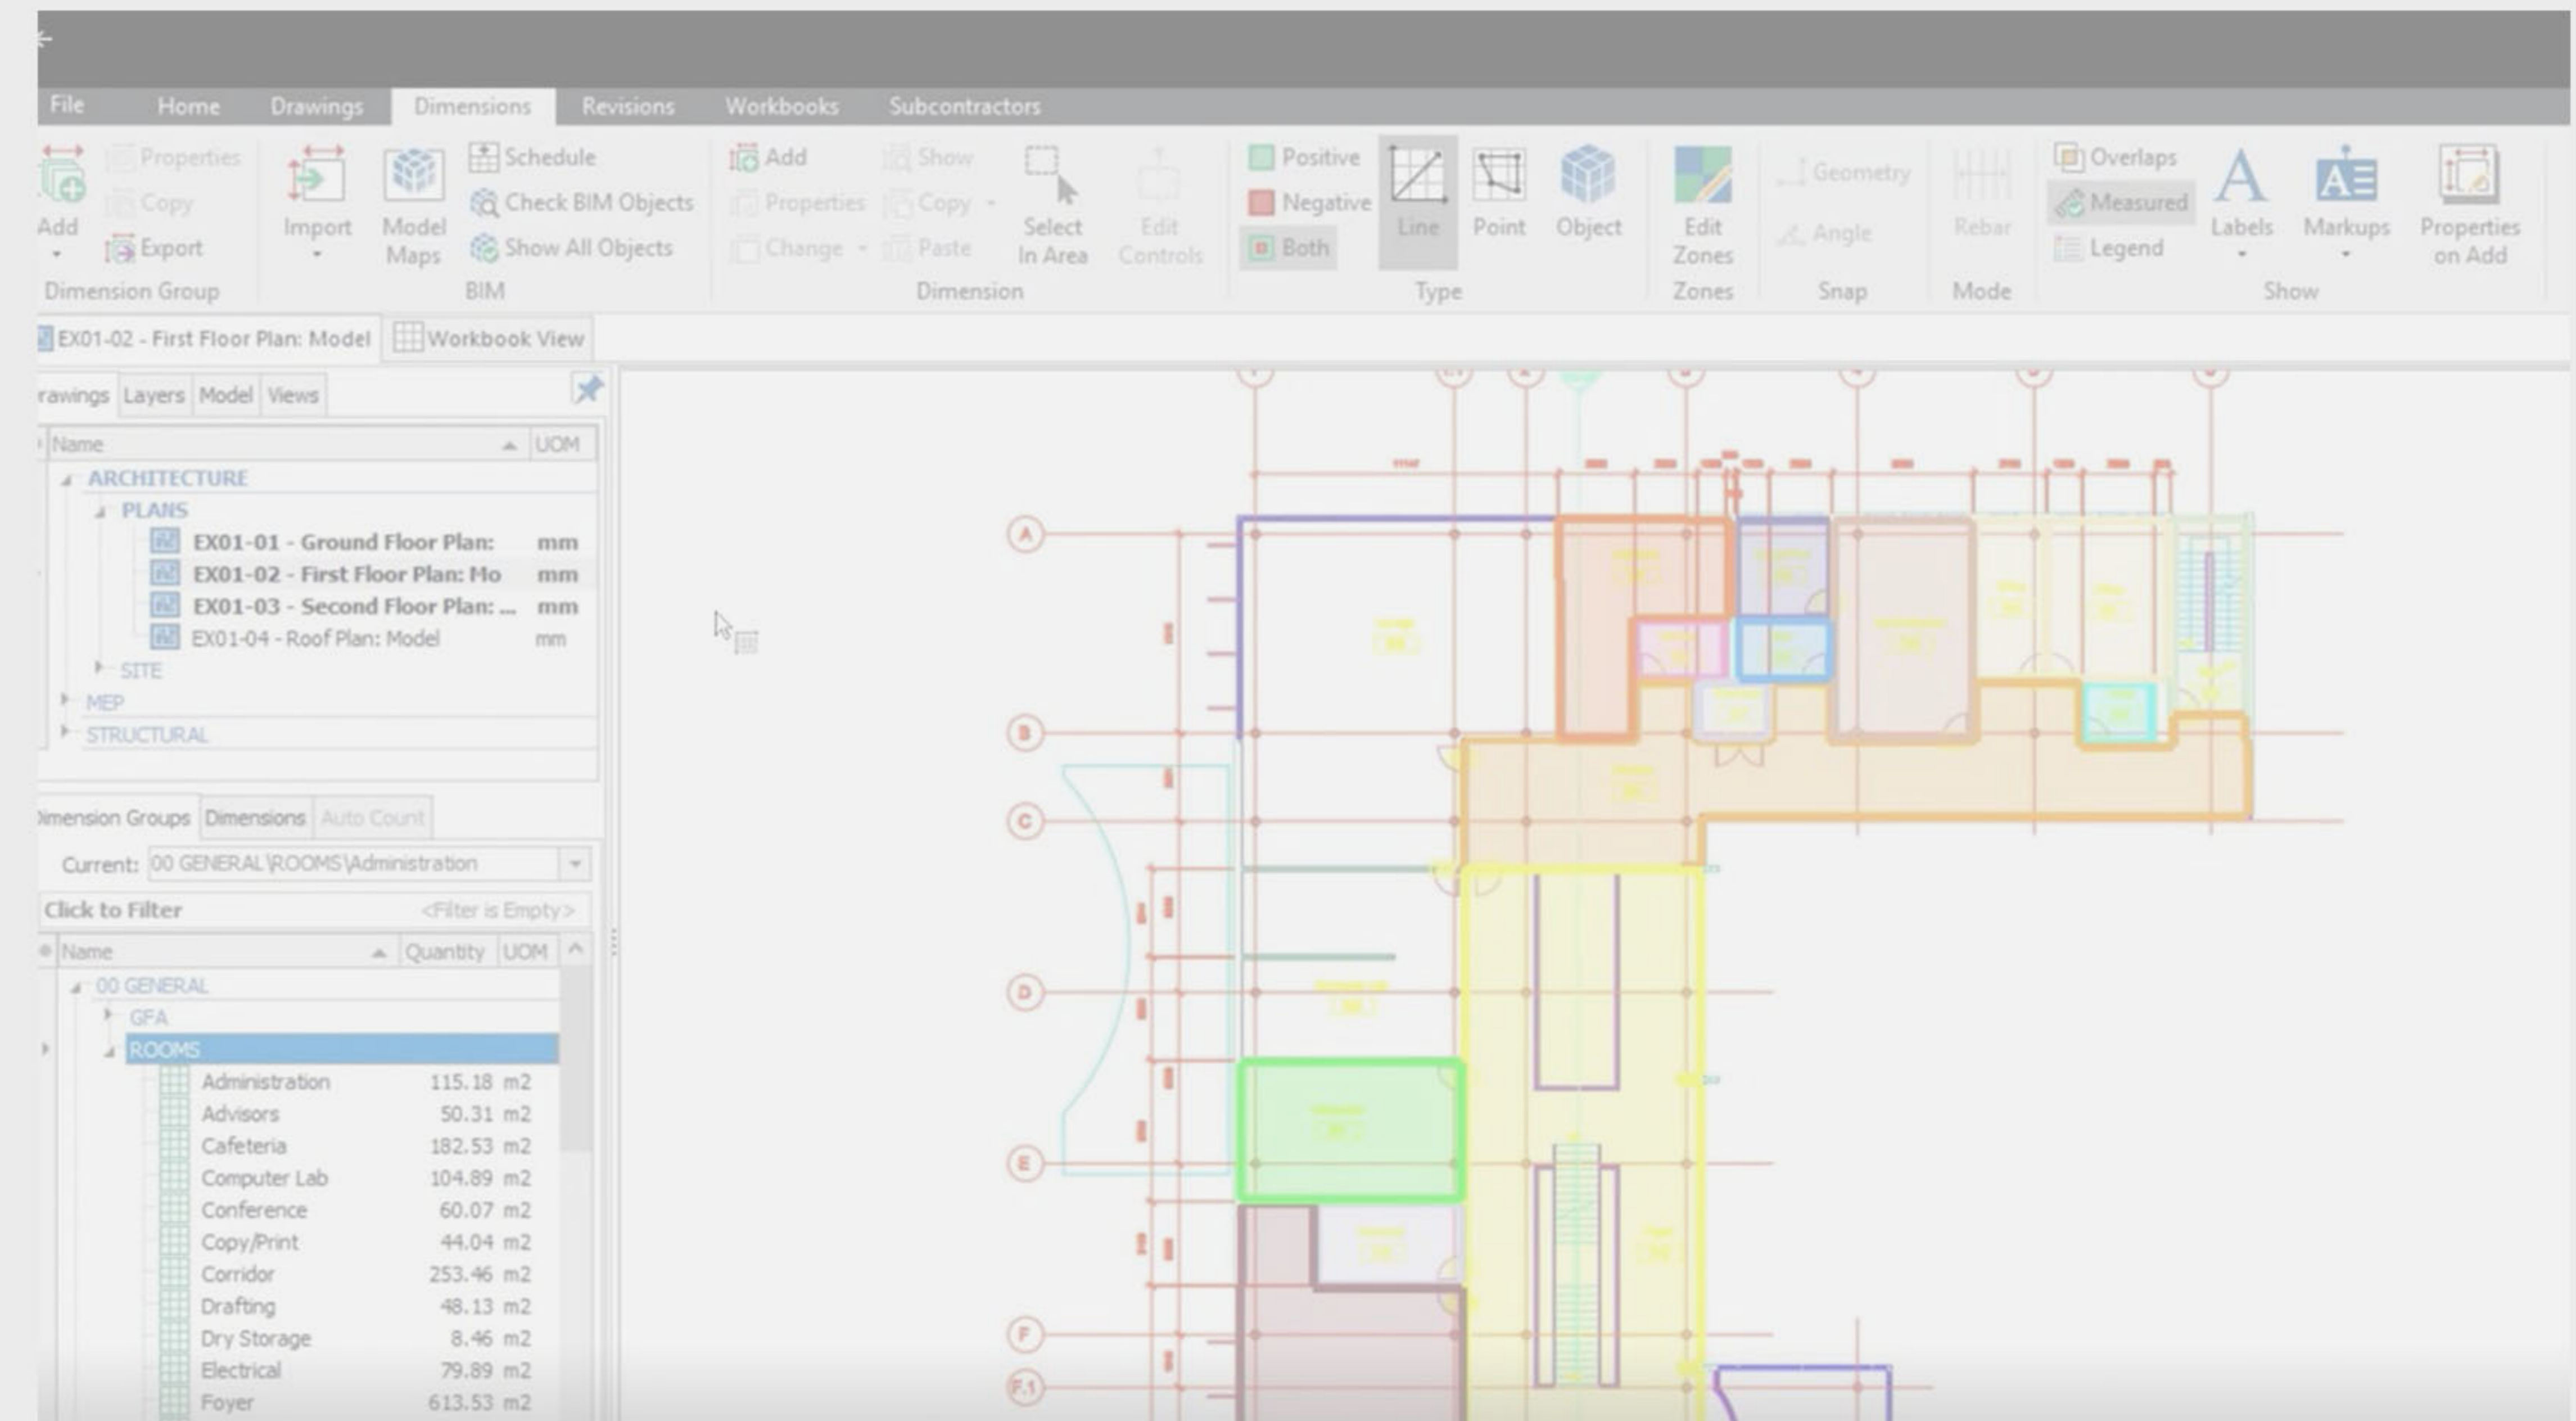 File Home Drawings Dimensions Revisions Workbooks Subcontractors
Add
Properties
Copy
Export
Dimension Group
Import
Model Maps
Schedule
Check BIM Objects
Show All Objects
BIM
Add
Properties
Change
Show
Copy
Paste
Select In Area
Edit Controls
Dimension
Positive
Negative
Both
Line
Point
Object
Type
Edit Zones
Zones
Geometry
Angle
Snap
Rebar
Mode
Overlaps
Measured
Legend
Labels
Markups
Properties on Add
Show
EX01-02 - First Floor Plan: Model Workbook View
rawings Layers Model Views
Name UOM
ARCHITECTURE
PLANS
EX01-01 - Ground Floor Plan: mm
EX01-02 - First Floor Plan: Mo mm
EX01-03 - Second Floor Plan: ... mm
EX01-04 - Roof Plan: Model mm
SITE
MEP
STRUCTURAL
Dimension Groups Dimensions Auto Count
Current: 00 GENERAL\ROOMS\Administration
Click to Filter <Filter is Empty>
Name Quantity UOM
00 GENERAL
GFA
ROOMS
Administration 115.18 m2
Advisors 50.31 m2
Cafeteria 182.53 m2
Computer Lab 104.89 m2
Conference 60.07 m2
Copy/Print 44.04 m2
Corridor 253.46 m2
Drafting 48.13 m2
Dry Storage 8.46 m2
Electrical 79.89 m2
Foyer 613.53 m2
A
B
C
D
E
F
F.1